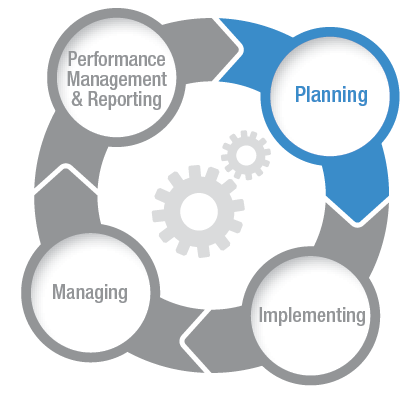 Performance
Management
& Reporting
Planning
Implementing
Managing